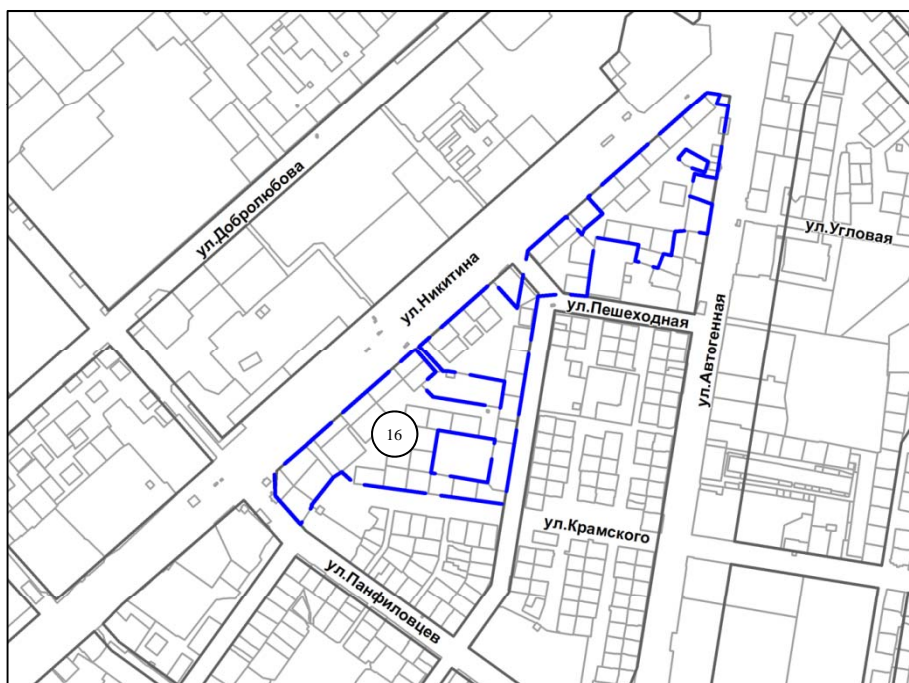 ул.Добролюбова
ул.Угловая
ул.Никитина
ул.Пешеходная
ул.Автогенная
16
ул.Крамского
ул.Панфиловцев